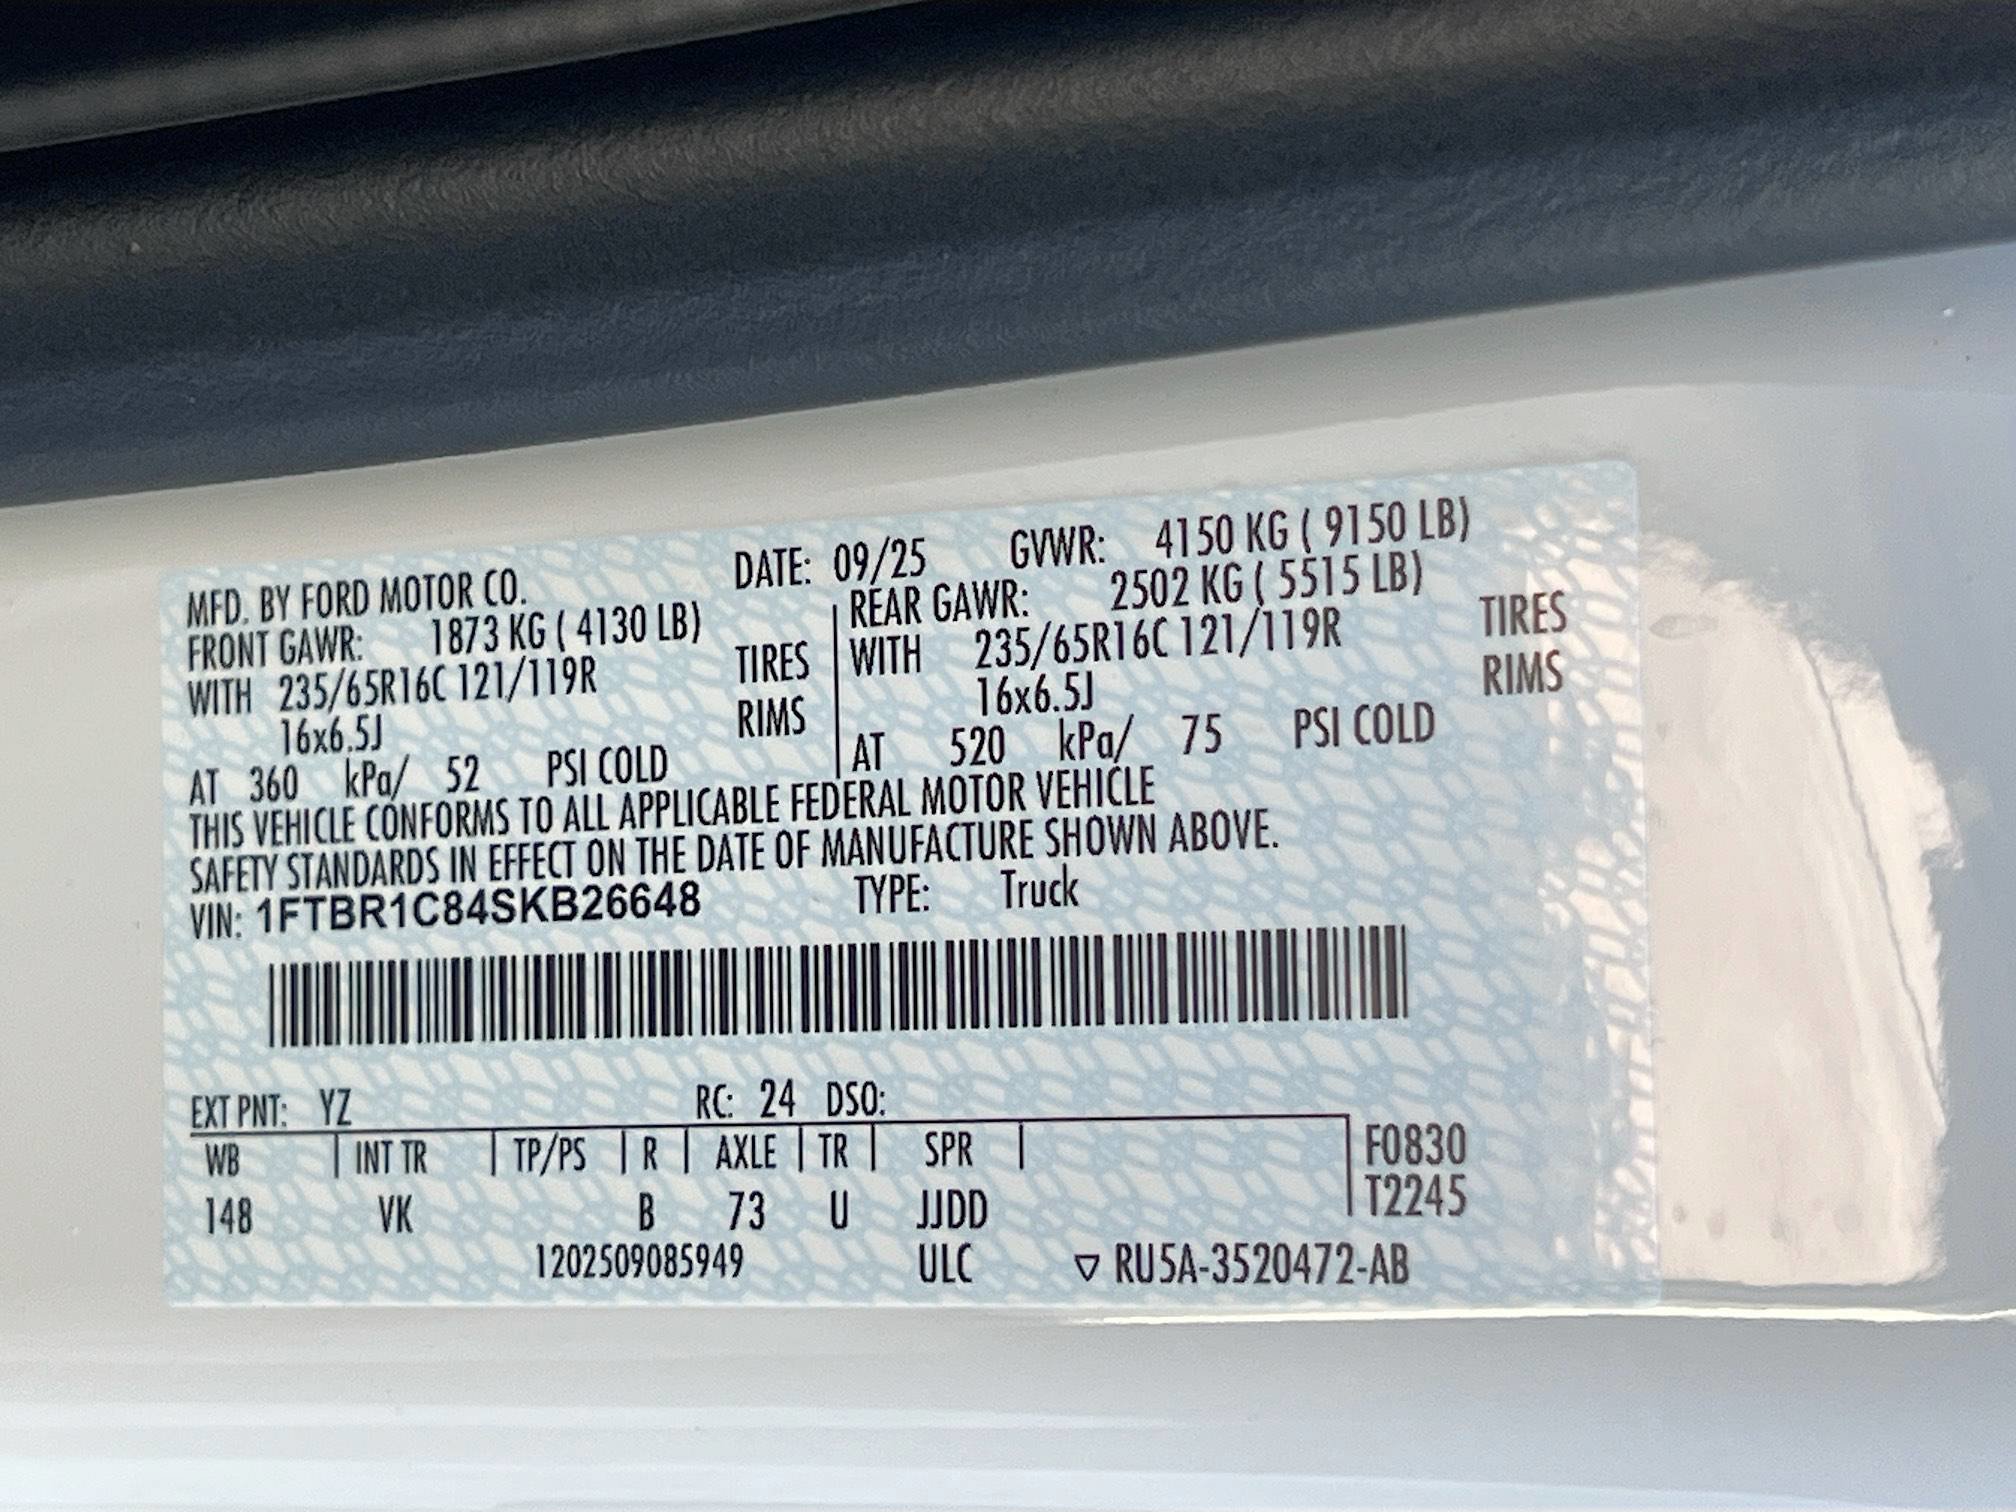 MFD. BY FORD MOTOR CO. DATE: 09/25 GVWR: 4150 KG ( 9150 LB)
FRONT GAWR: 1873 KG ( 4130 LB) REAR GAWR: 2502 KG ( 5515 LB)
WITH 235/65R16C 121/119R TIRES WITH 235/65R16C 121/119R TIRES
16x6.5J RIMS 16x6.5J RIMS
AT 360 kPa/ 52 PSI COLD AT 520 kPa/ 75 PSI COLD
THIS VEHICLE CONFORMS TO ALL APPLICABLE FEDERAL MOTOR VEHICLE
SAFETY STANDARDS IN EFFECT ON THE DATE OF MANUFACTURE SHOWN ABOVE.
VIN: 1FTBR1C84SKB26648 TYPE: Truck
EXT PNT: YZ RC: 24 DSO:
WB INT TR TP/PS R AXLE TR SPR F0830
148 VK B 73 U JJDD T2245
1202509085949 ULC ▽ RU5A-3520472-AB